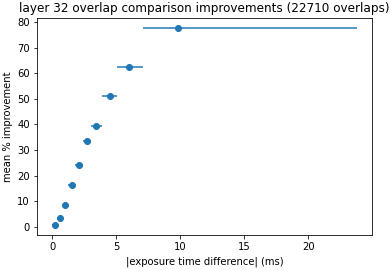 layer 32 overlap comparison improvements (22710 overlaps)
80
70
60
50
40
30
20
10
0
mean % improvement
0 5 10 15 20
|exposure time difference| (ms)